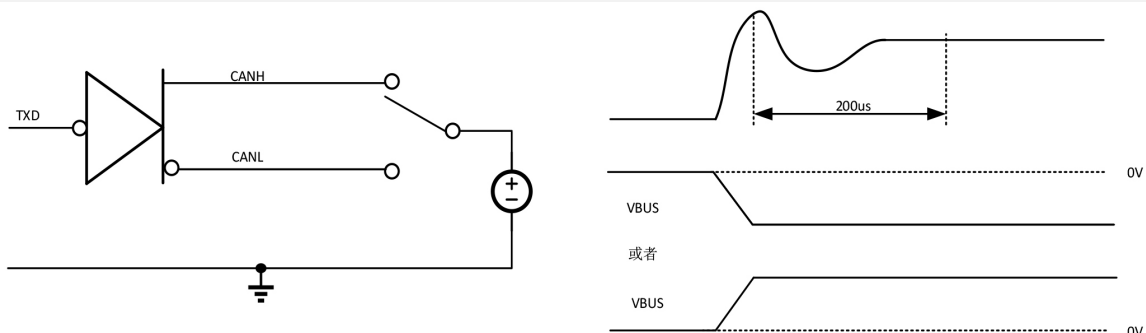 CANH
TXD
CANL
200us
0V
VBUS
或者
VBUS
0V